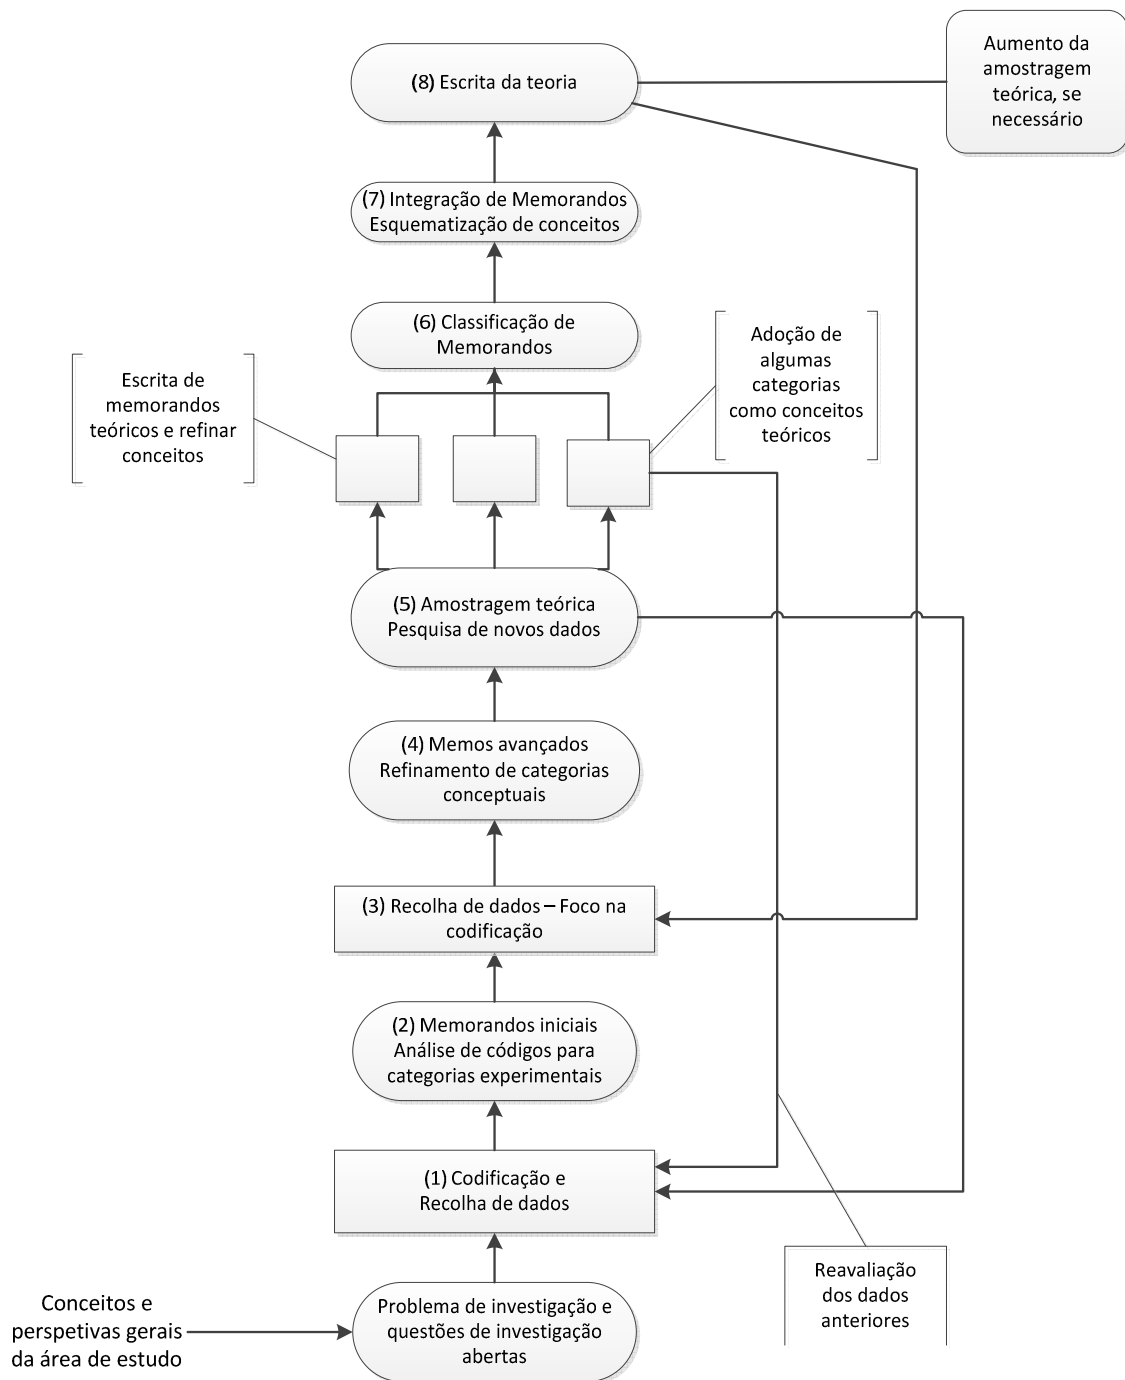 Aumento da
amostragem
teórica, se
necessário
(8) Escrita da teoria
(7) Integração de Memorandos
Esquematização de conceitos
(6) Classificação de
Memorandos
Adoção de
algumas
categorias
como conceitos
teóricos
Escrita de
memorandos
teóricos e refinar
conceitos
(5) Amostragem teórica
Pesquisa de novos dados
(4) Memos avançados
Refinamento de categorias
conceptuais
(3) Recolha de dados – Foco na
codificação
(2) Memorandos iniciais
Análise de códigos para
categorias experimentais
(1) Codificação e
Recolha de dados
Reavaliação
dos dados
anteriores
Problema de investigação e
questões de investigação
abertas
Conceitos e
perspetivas gerais
da área de estudo